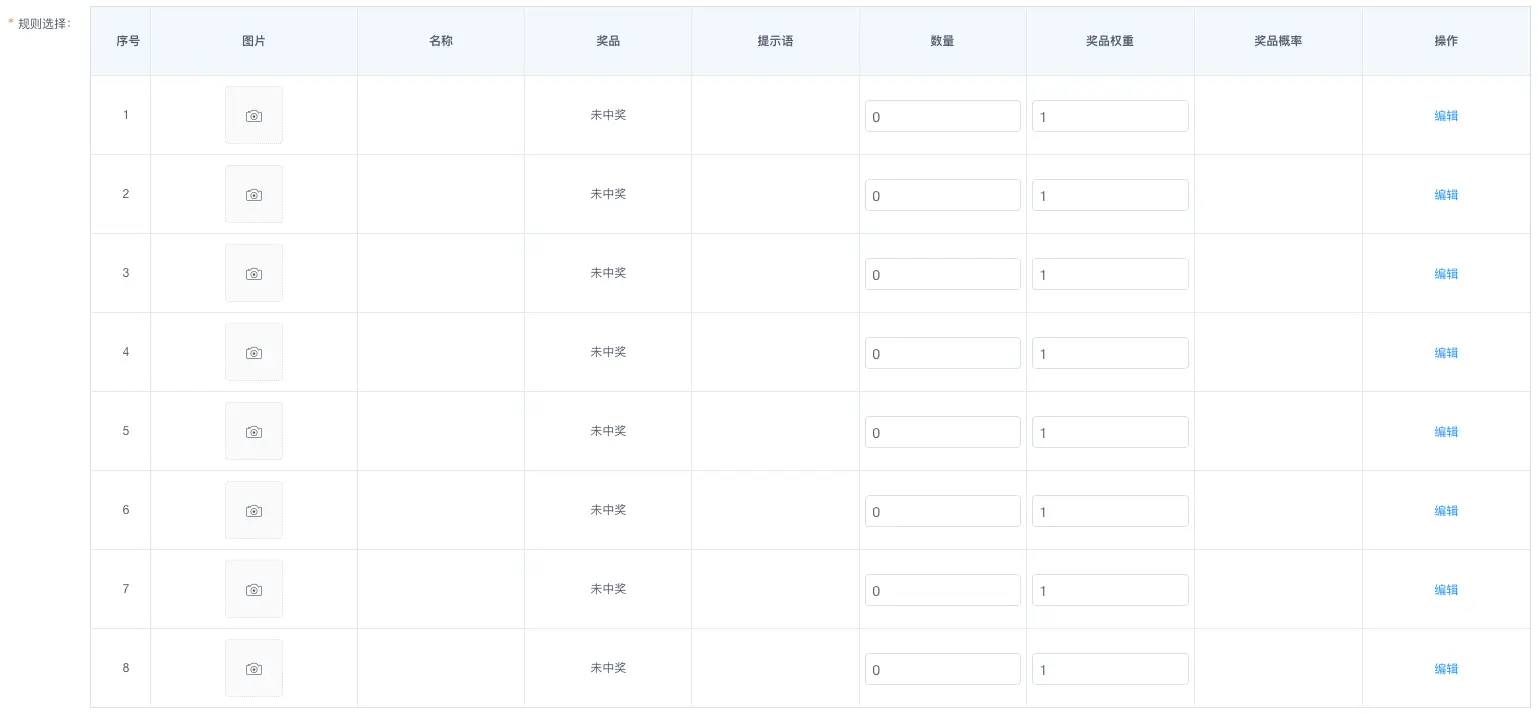 * 规则选择:
序号 图片 名称 奖品 提示语 数量 奖品权重 奖品概率 操作
1 未中奖 0 1 编辑
2 未中奖 0 1 编辑
3 未中奖 0 1 编辑
4 未中奖 0 1 编辑
5 未中奖 0 1 编辑
6 未中奖 0 1 编辑
7 未中奖 0 1 编辑
8 未中奖 0 1 编辑